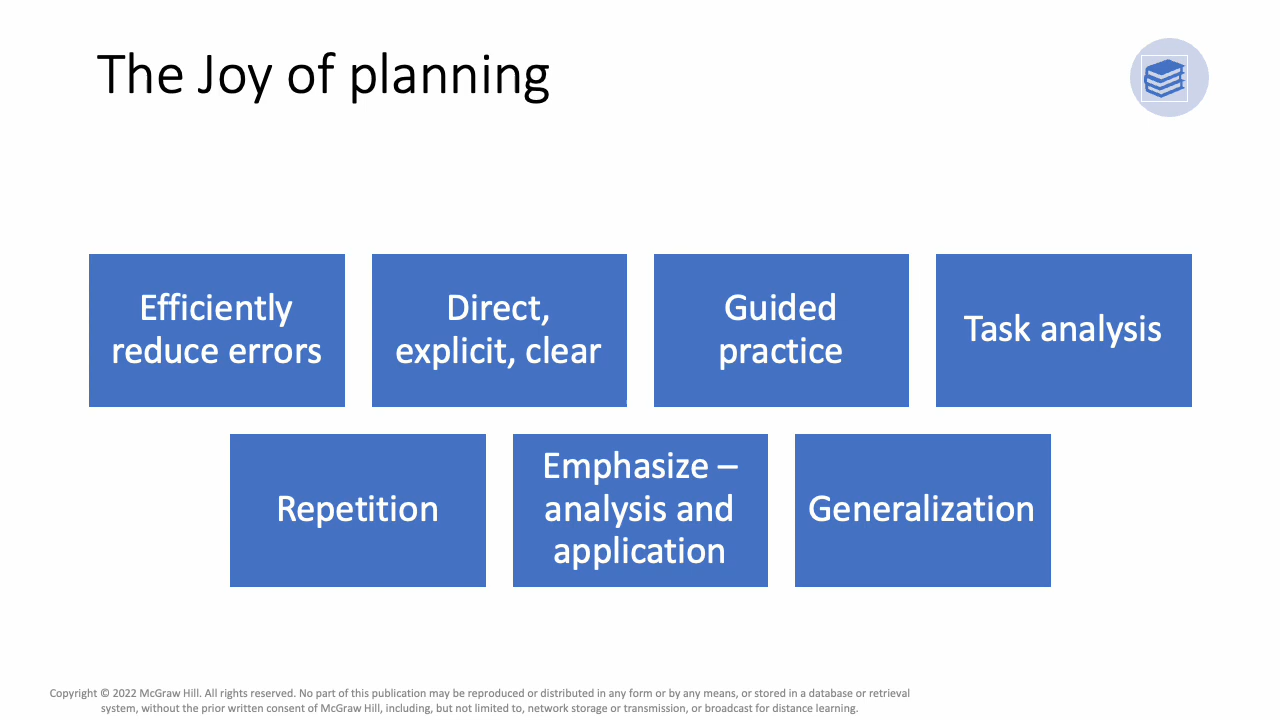 The Joy of planning
Efficiently
reduce errors
Direct,
explicit, clear
Guided
practice
Task analysis
Repetition
Emphasize –
analysis and
application
Generalization
Copyright © 2022 McGraw Hill. All rights reserved. No part of this publication may be reproduced or distributed in any form or by any means, or stored in a database or retrieval
system, without the prior written consent of McGraw Hill, including, but not limited to, network storage or transmission, or broadcast for distance learning.